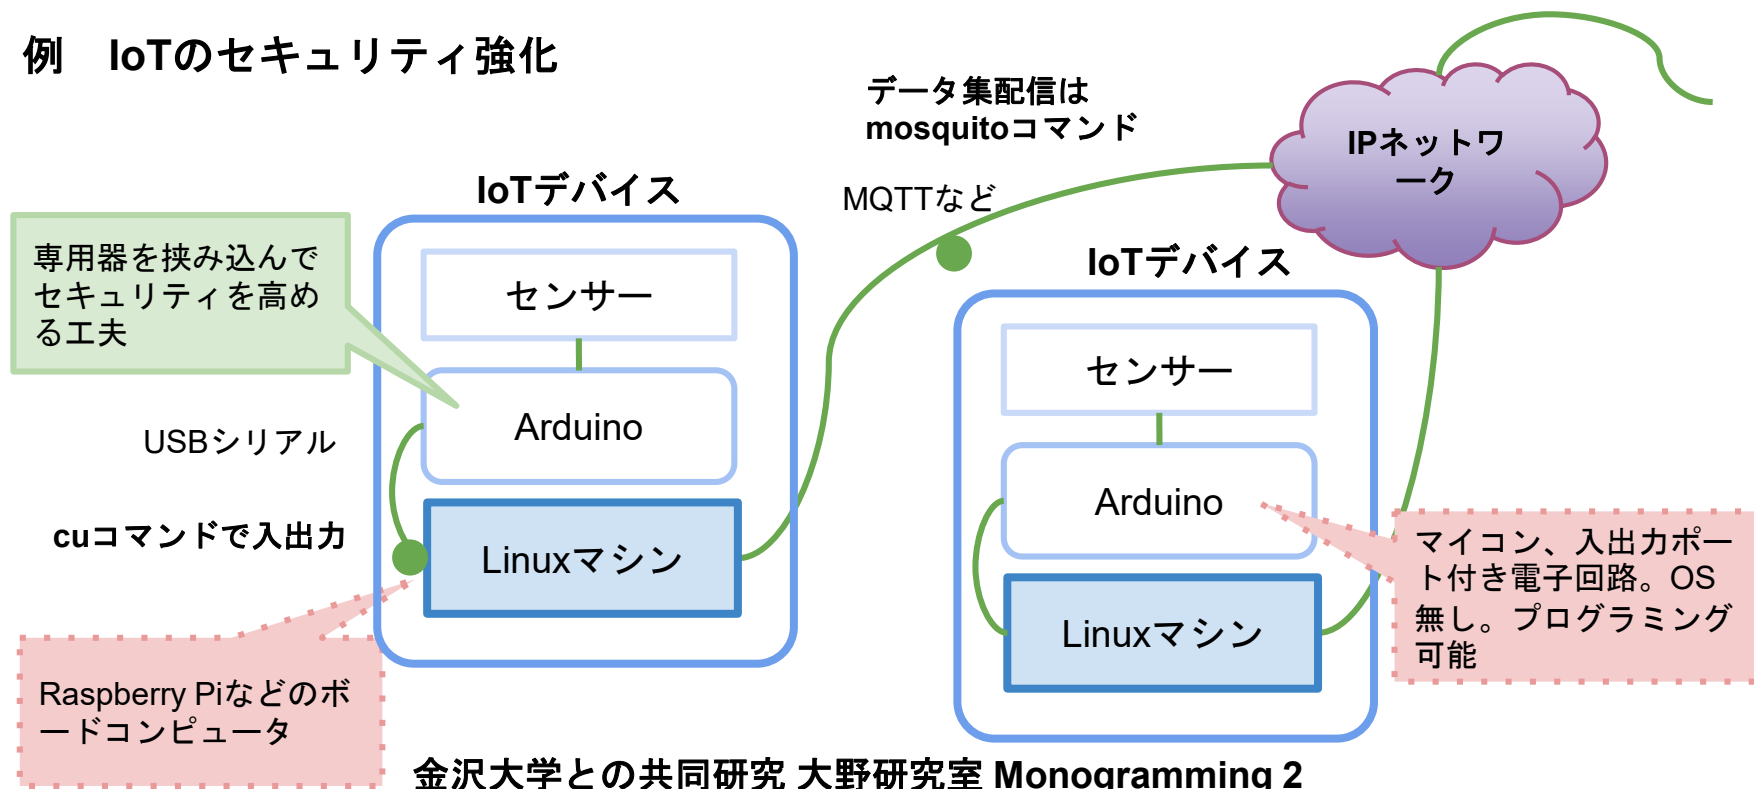 例　IoTのセキュリティ強化
データ集配信は
mosquitoコマンド
MQTTなど
IPネットワ
ーク
IoTデバイス
専用器を挟み込んで
セキュリティを高め
る工夫
センサー
Arduino
USBシリアル
cuコマンドで入出力
Linuxマシン
Raspberry Piなどのボ
ードコンピュータ
IoTデバイス
センサー
Arduino
Linuxマシン
マイコン、入出力ポー
ト付き電子回路。OS
無し。プログラミング
可能
金沢大学との共同研究 大野研究室 Monogramming 2